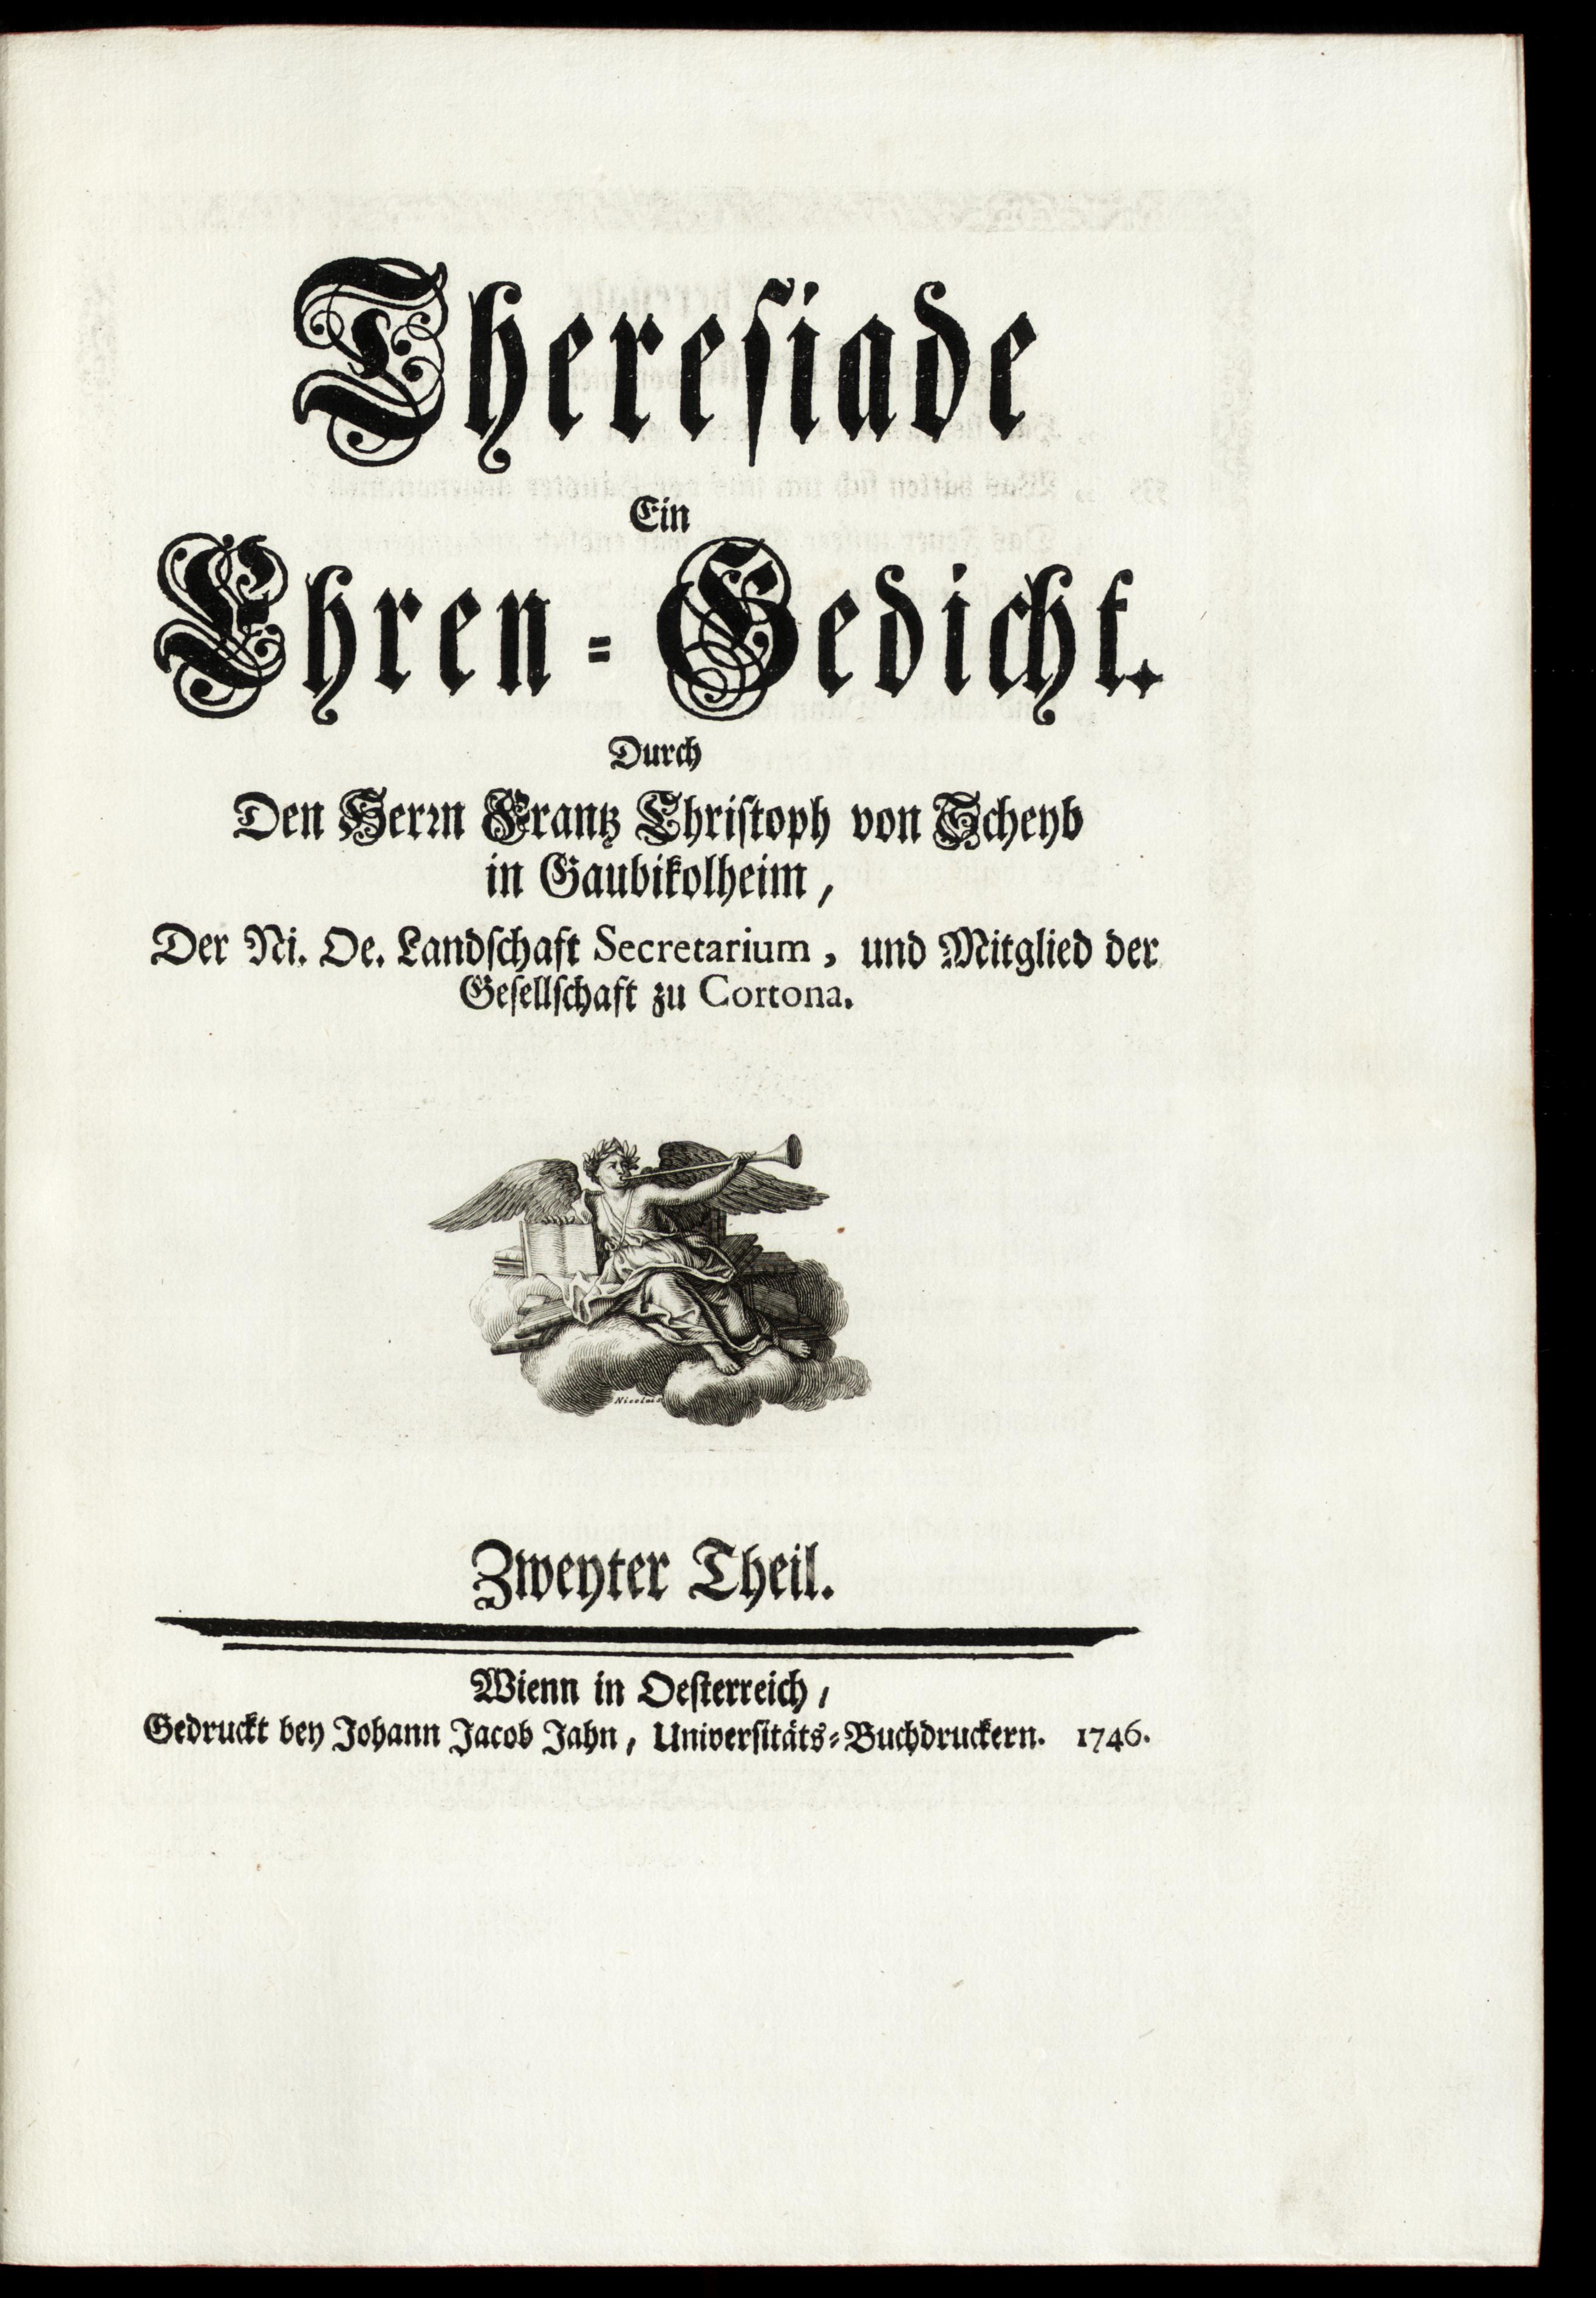 Theresiade
Ein
Ehren-Gedicht.
Durch
Den Herrn Frantz Christoph von Scheyb
in Gaubikolheim,
Der Ni. Oe. Landschaft Secretarium, und Mitglied der
Gesellschaft zu Cortona.
Zweyter Theil.
Wienn in Oesterreich,
Gedruckt bey Johann Jacob Jahn, Universitäts-Buchdruckern. 1746.